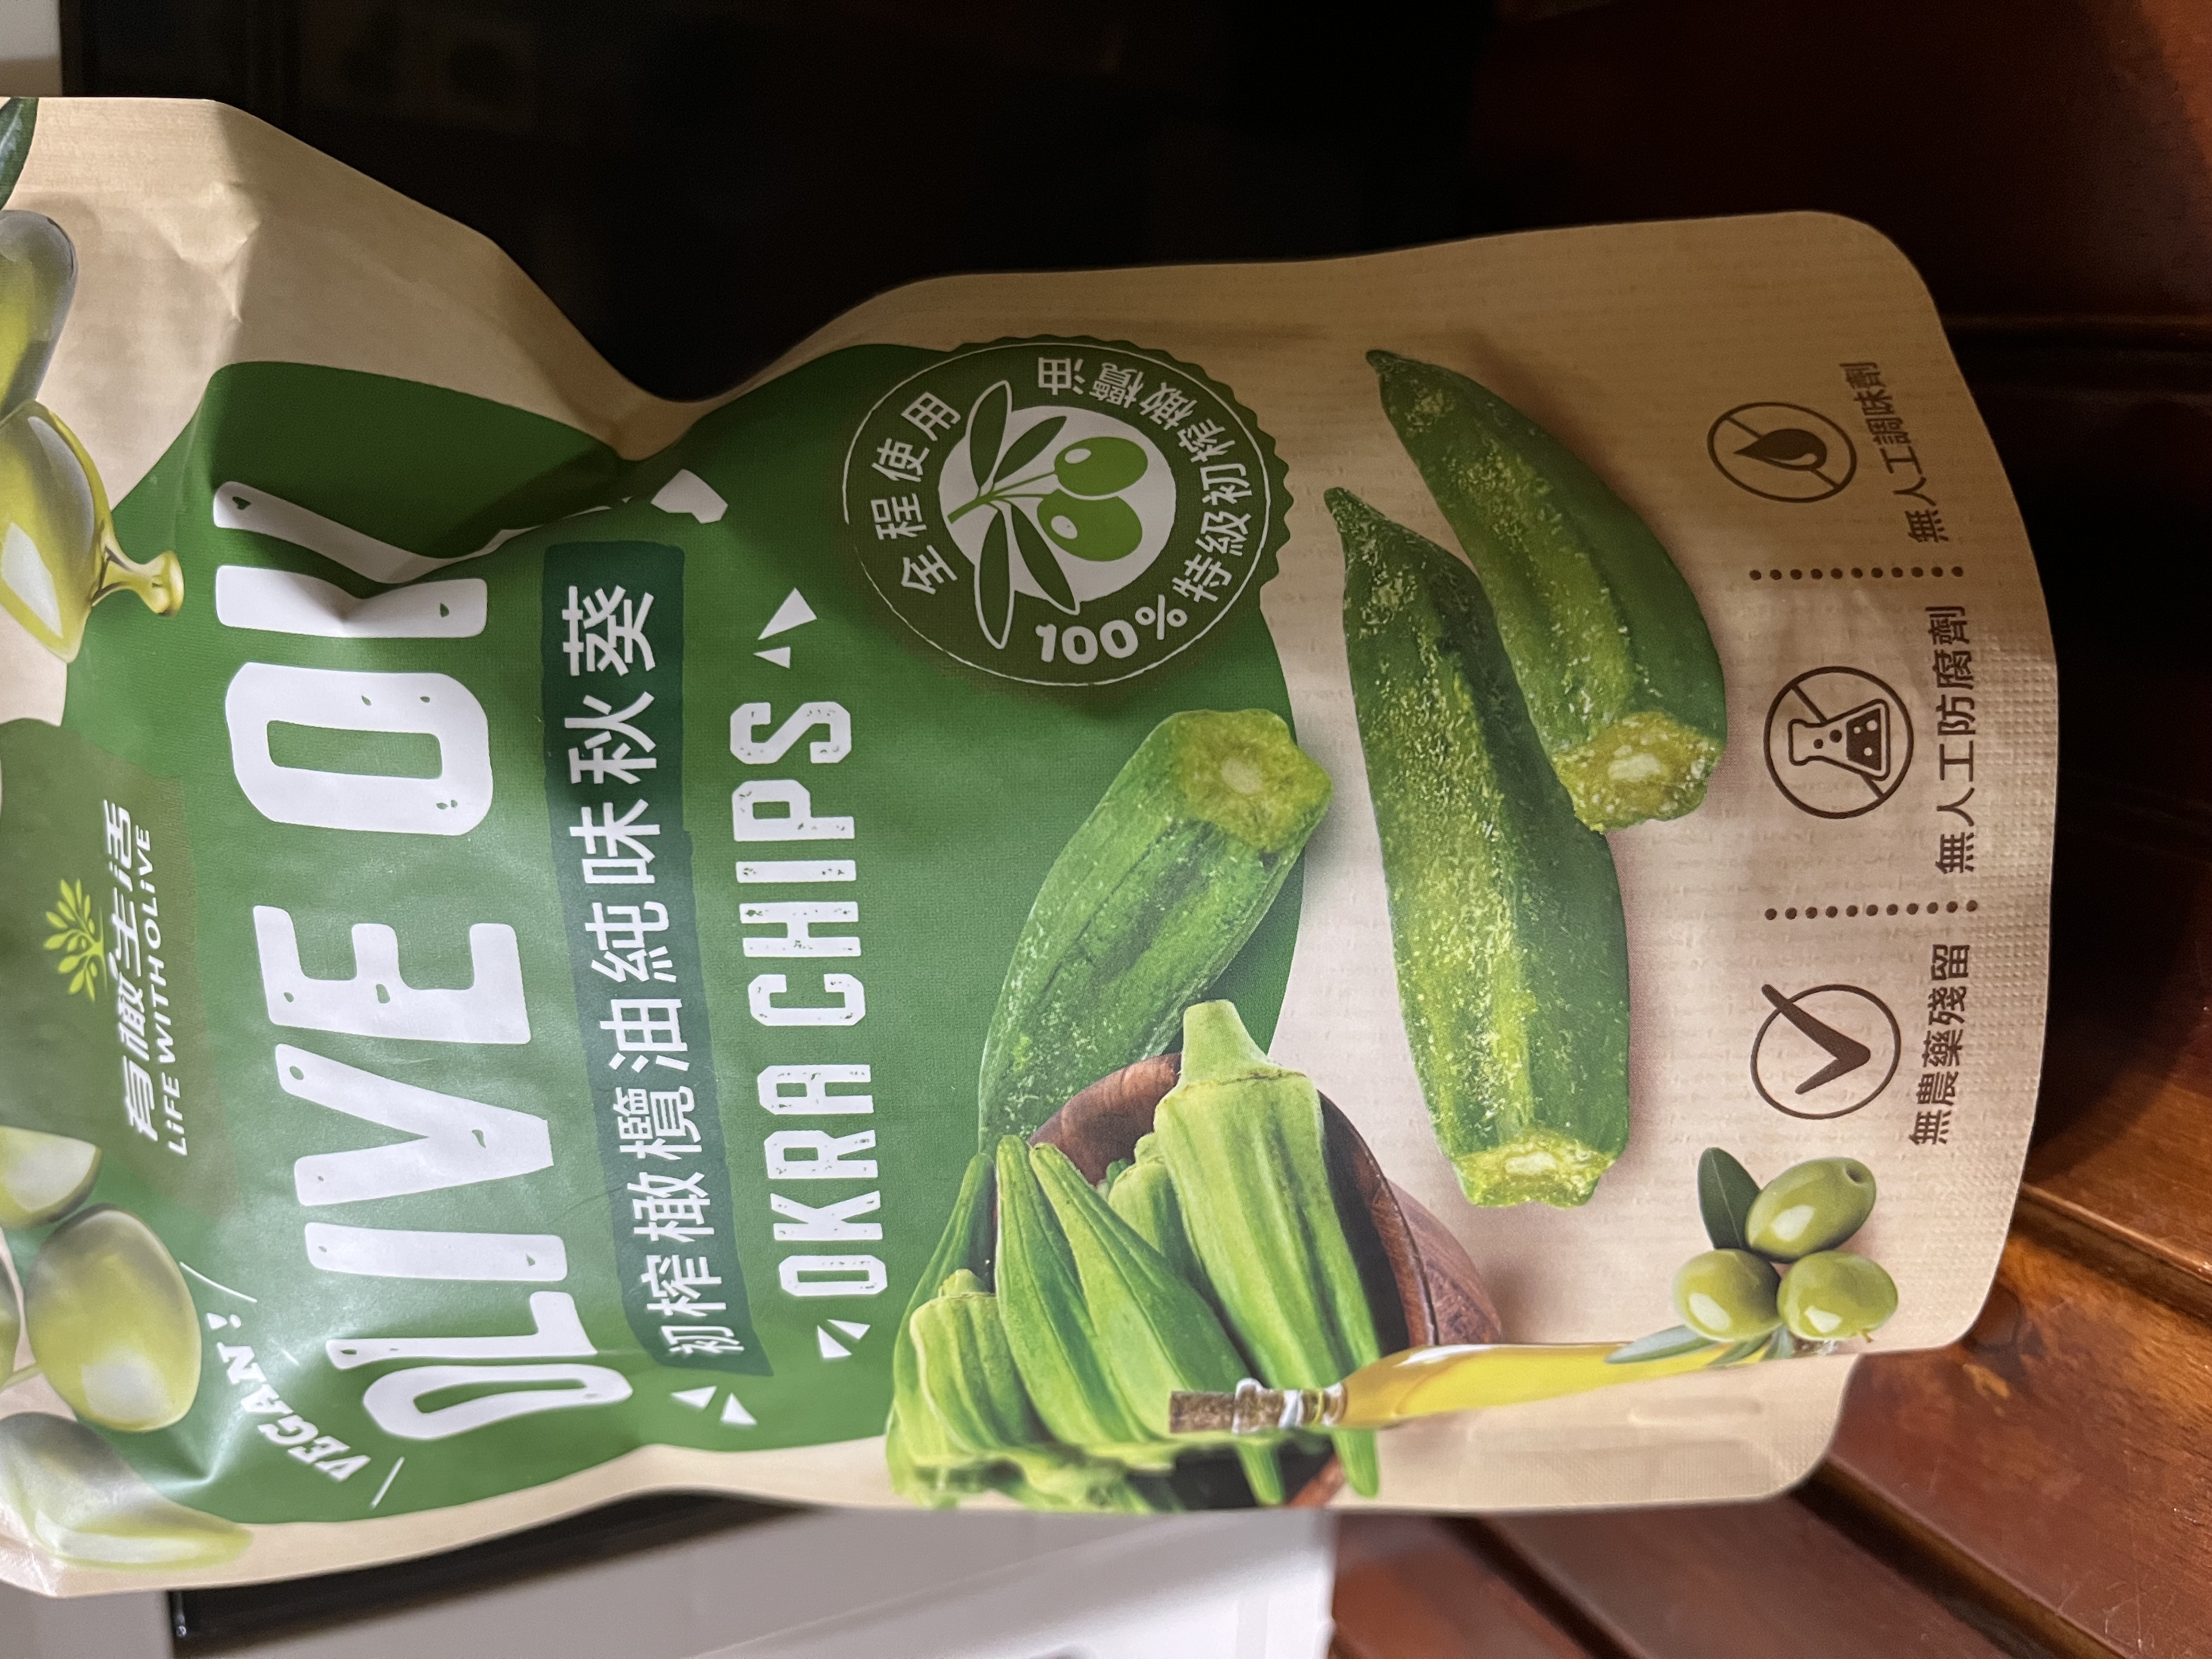 有橄生活
LiFE WiTH OLiVE
VEGAN!
OLIVE OIL
初榨橄欖油純味秋葵
OKRA CHIPS
全程使用
100%特級初榨橄欖油
無農藥殘留
無人工防腐劑
無人工調味劑